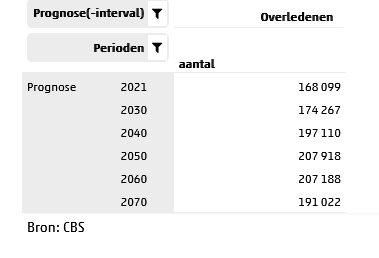 Prognose(-interval) Overledenen
Perioden
aantal
Prognose 2021 168 099
2030 174 267
2040 197 110
2050 207 918
2060 207 188
2070 191 022
Bron: CBS